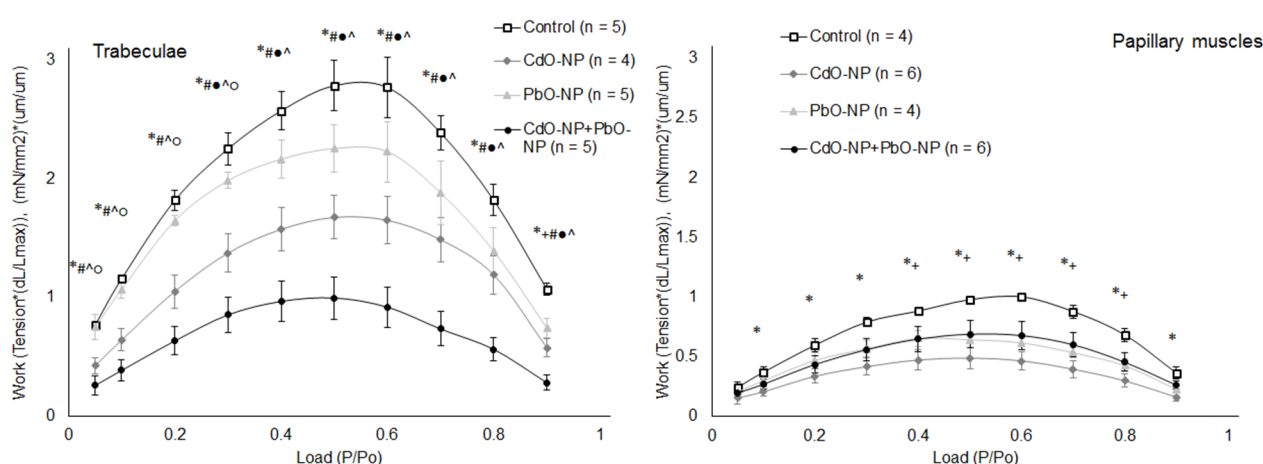 Trabeculae
Control (n = 5)
CdO-NP (n = 4)
PbO-NP (n = 5)
CdO-NP+PbO-
NP (n = 5)
*#^○
*#^○
*#^○
*#●^○
*#●^
*#●^
*#●^
*#●^
*#●^
*+#●^
3
2
1
0
0
0.2
0.4
0.6
0.8
1
Load (P/Po)
Work (Tension*(dL/Lmax)), (mN/mm2)*(um/um)
Papillary muscles
Control (n = 4)
CdO-NP (n = 6)
PbO-NP (n = 4)
CdO-NP+PbO-NP (n = 6)
*
*
*
*+
*+
*+
*+
*+
*
3
2.5
2
1.5
1
0.5
0
0
0.2
0.4
0.6
0.8
1
Load (P/Po)
Work (Tension*(dL/Lmax)), (mN/mm2)*(um/um)